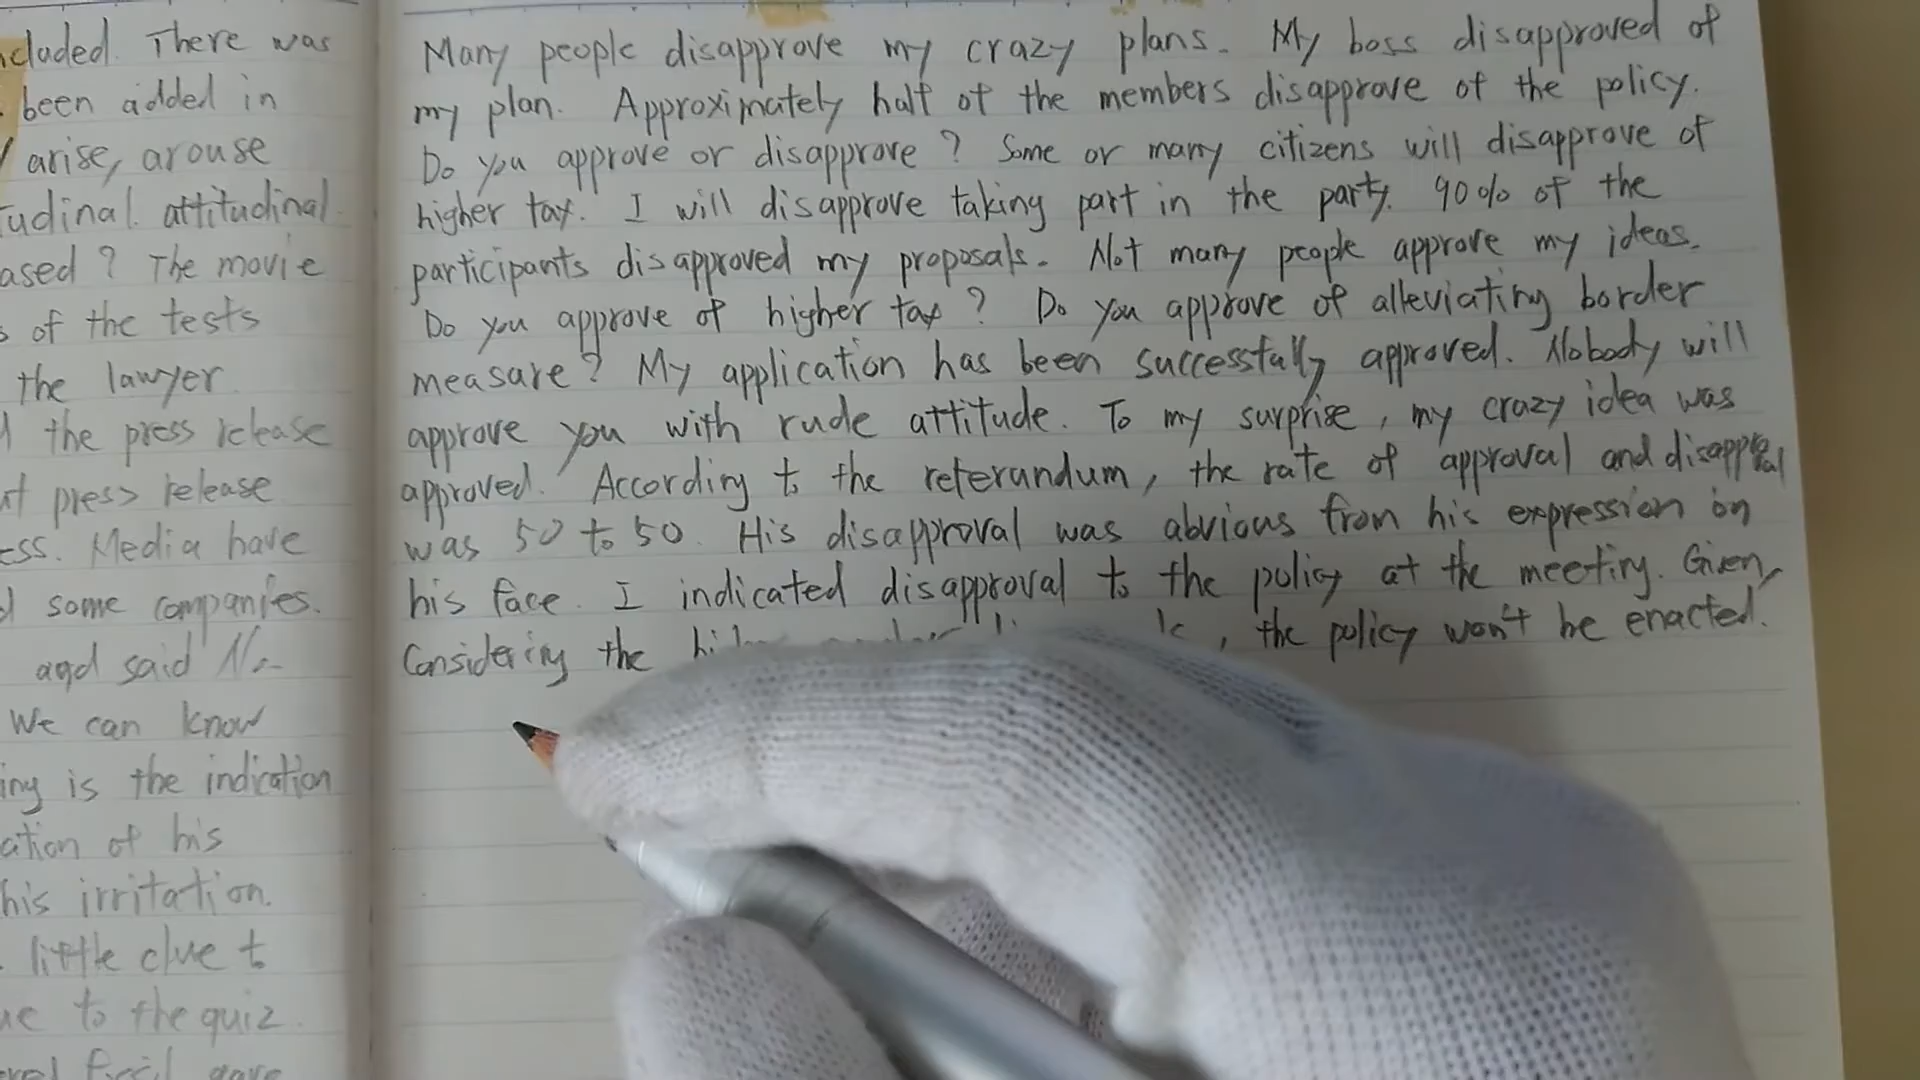 cluded. There was
been added in
arise, arouse
tudinal. attitudinal.
ased? The movie
s of the tests
the lawyer
the press release
press release
ess. Media have
some companies.
agd said No
We can know
ing is the indication
ation of his
his irritation.
little clue to
ue to the quiz.
gave
Many people disapprove my crazy plans. My boss disapproved of
my plan. Approximately half of the members disapprove of the policy.
Do you approve or disapprove? Some or many citizens will disapprove of
higher tax. I will disapprove taking part in the party. 90% of the
participants disapproved my proposals. Not many people approve my ideas.
Do you approve of higher tax? Do you approve of alleviating border
measure? My application has been successfully approved. Nobody will
approve you with rude attitude. To my surprise, my crazy idea was
approved. According to the referundum, the rate of approval and
was 50 to 50. His disapproval was abvious from his expression on
his face. I indicated disapproval to the policy at the meeting. Given,
Considering the , the policy won't be enacted.